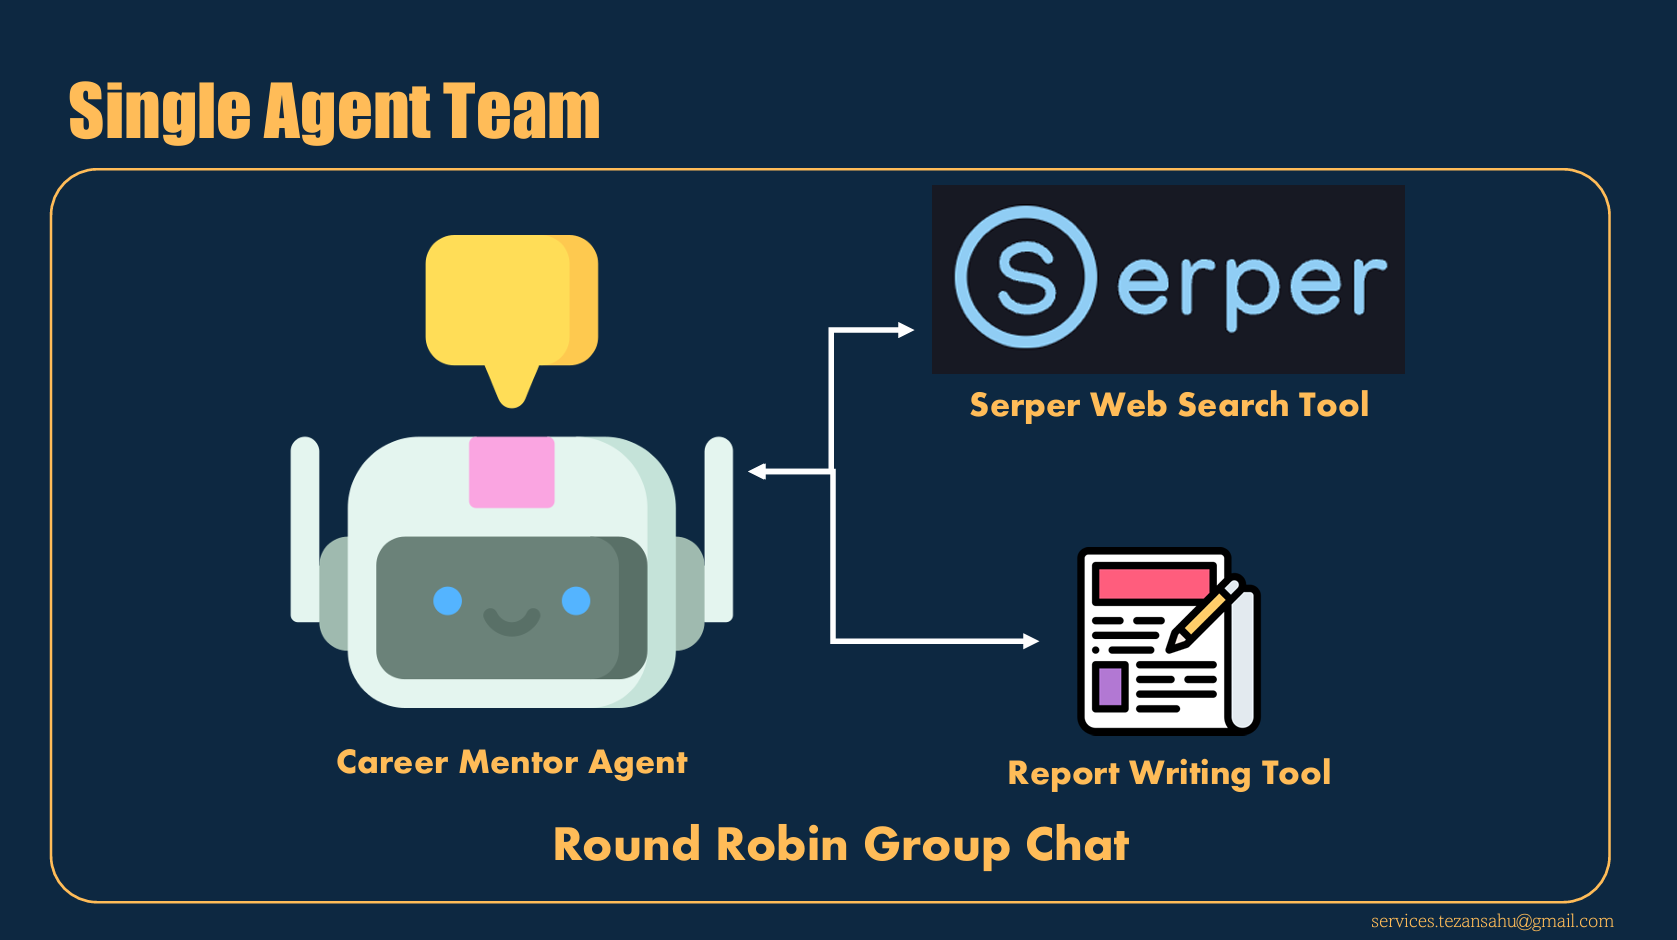 Single Agent Team
Serper
Serper Web Search Tool
Career Mentor Agent
Report Writing Tool
Round Robin Group Chat
services.tezansahu@gmail.com